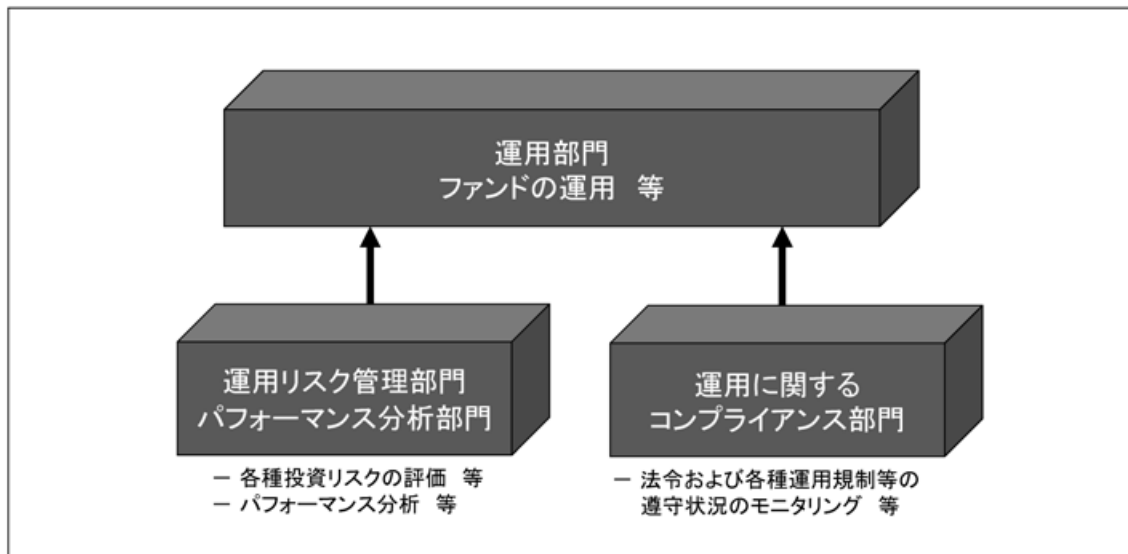 運用部門
ファンドの運用 等
運用リスク管理部門
パフォーマンス分析部門
― 各種投資リスクの評価 等
― パフォーマンス分析 等
運用に関する
コンプライアンス部門
― 法令および各種運用規制等の
遵守状況のモニタリング 等